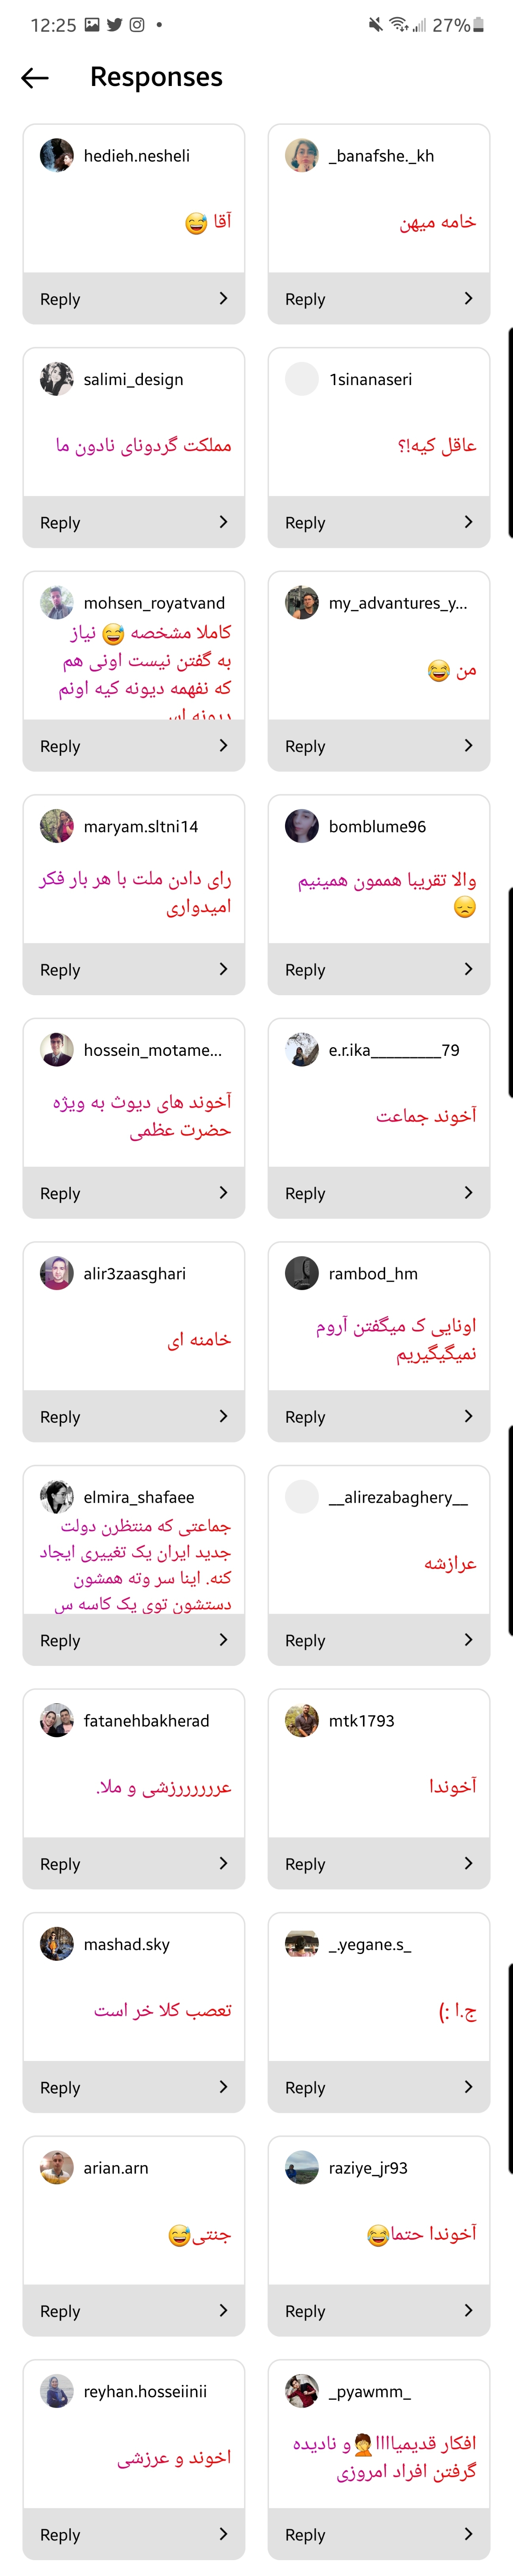 12:25
27%
Responses
hedieh.nesheli
آقا 😅
Reply
_banafshe._kh
خامه میهن
Reply
salimi_design
مملکت گردونای نادون ما
Reply
1sinanaseri
عاقل کیه!؟
Reply
mohsen_royatvand
کاملا مشخصه 😅 نیاز
به گفتن نیست اونی هم
که نفهمه دیونه کیه اونم
دیونه اس
Reply
my_advantures_y...
من 😂
Reply
maryam.sltni14
رای دادن ملت با هر بار فکر
امیدواری
Reply
bomblume96
والا تقریبا هممون همینیم
😞
Reply
hossein_motame...
آخوند های دیوث به ویژه
حضرت عظمی
Reply
e.r.ika_________79
آخوند جماعت
Reply
alir3zaasghari
خامنه ای
Reply
rambod_hm
اونایی ک میگفتن آروم
نمیگیگیریم
Reply
elmira_shafaee
جماعتی که منتظرن دولت
جدید ایران یک تغییری ایجاد
کنه. اینا سر وته همشون
دستشون توی یک کاسه س
Reply
__alirezabaghery__
عرازشه
Reply
fatanehbakherad
عررررررزشی و ملا.
Reply
mtk1793
آخوندا
Reply
mashad.sky
تعصب کلا خر است
Reply
_.yegane.s_
ج.ا :)
Reply
arian.arn
جنتی😅
Reply
raziye_jr93
آخوندا حتما😂
Reply
reyhan.hosseiinii
اخوند و عرزشی
Reply
_pyawmm_
افکار قدیمیاااا🤦و نادیده
گرفتن افراد امروزی
Reply